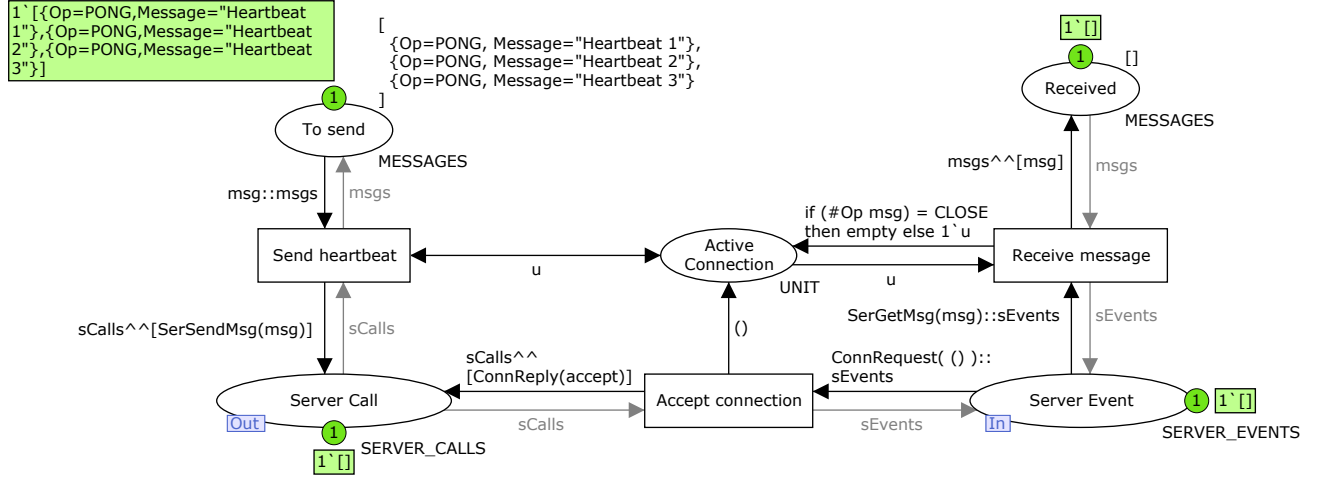 1`[{Op=PONG,Message="Heartbeat
1"},{Op=PONG,Message="Heartbeat
2"},{Op=PONG,Message="Heartbeat
3"}]
[
{Op=PONG, Message="Heartbeat 1"},
{Op=PONG, Message="Heartbeat 2"},
{Op=PONG, Message="Heartbeat 3"}
]
1
To send
MESSAGES
1`[]
1
[]
Received
MESSAGES
msg::msgs
msgs
msgs^^[msg]
msgs
Send heartbeat
u
Active
Connection
UNIT
if (#Op msg) = CLOSE
then empty else 1`u
u
Receive message
sCalls^^[SerSendMsg(msg)]
sCalls
()
SerGetMsg(msg)::sEvents
sEvents
sCalls^^
[ConnReply(accept)]
sCalls
ConnRequest( () )::
sEvents
sEvents
Server Call
Out
1
1`[]
SERVER_CALLS
Accept connection
Server Event
In
1
1`[]
SERVER_EVENTS